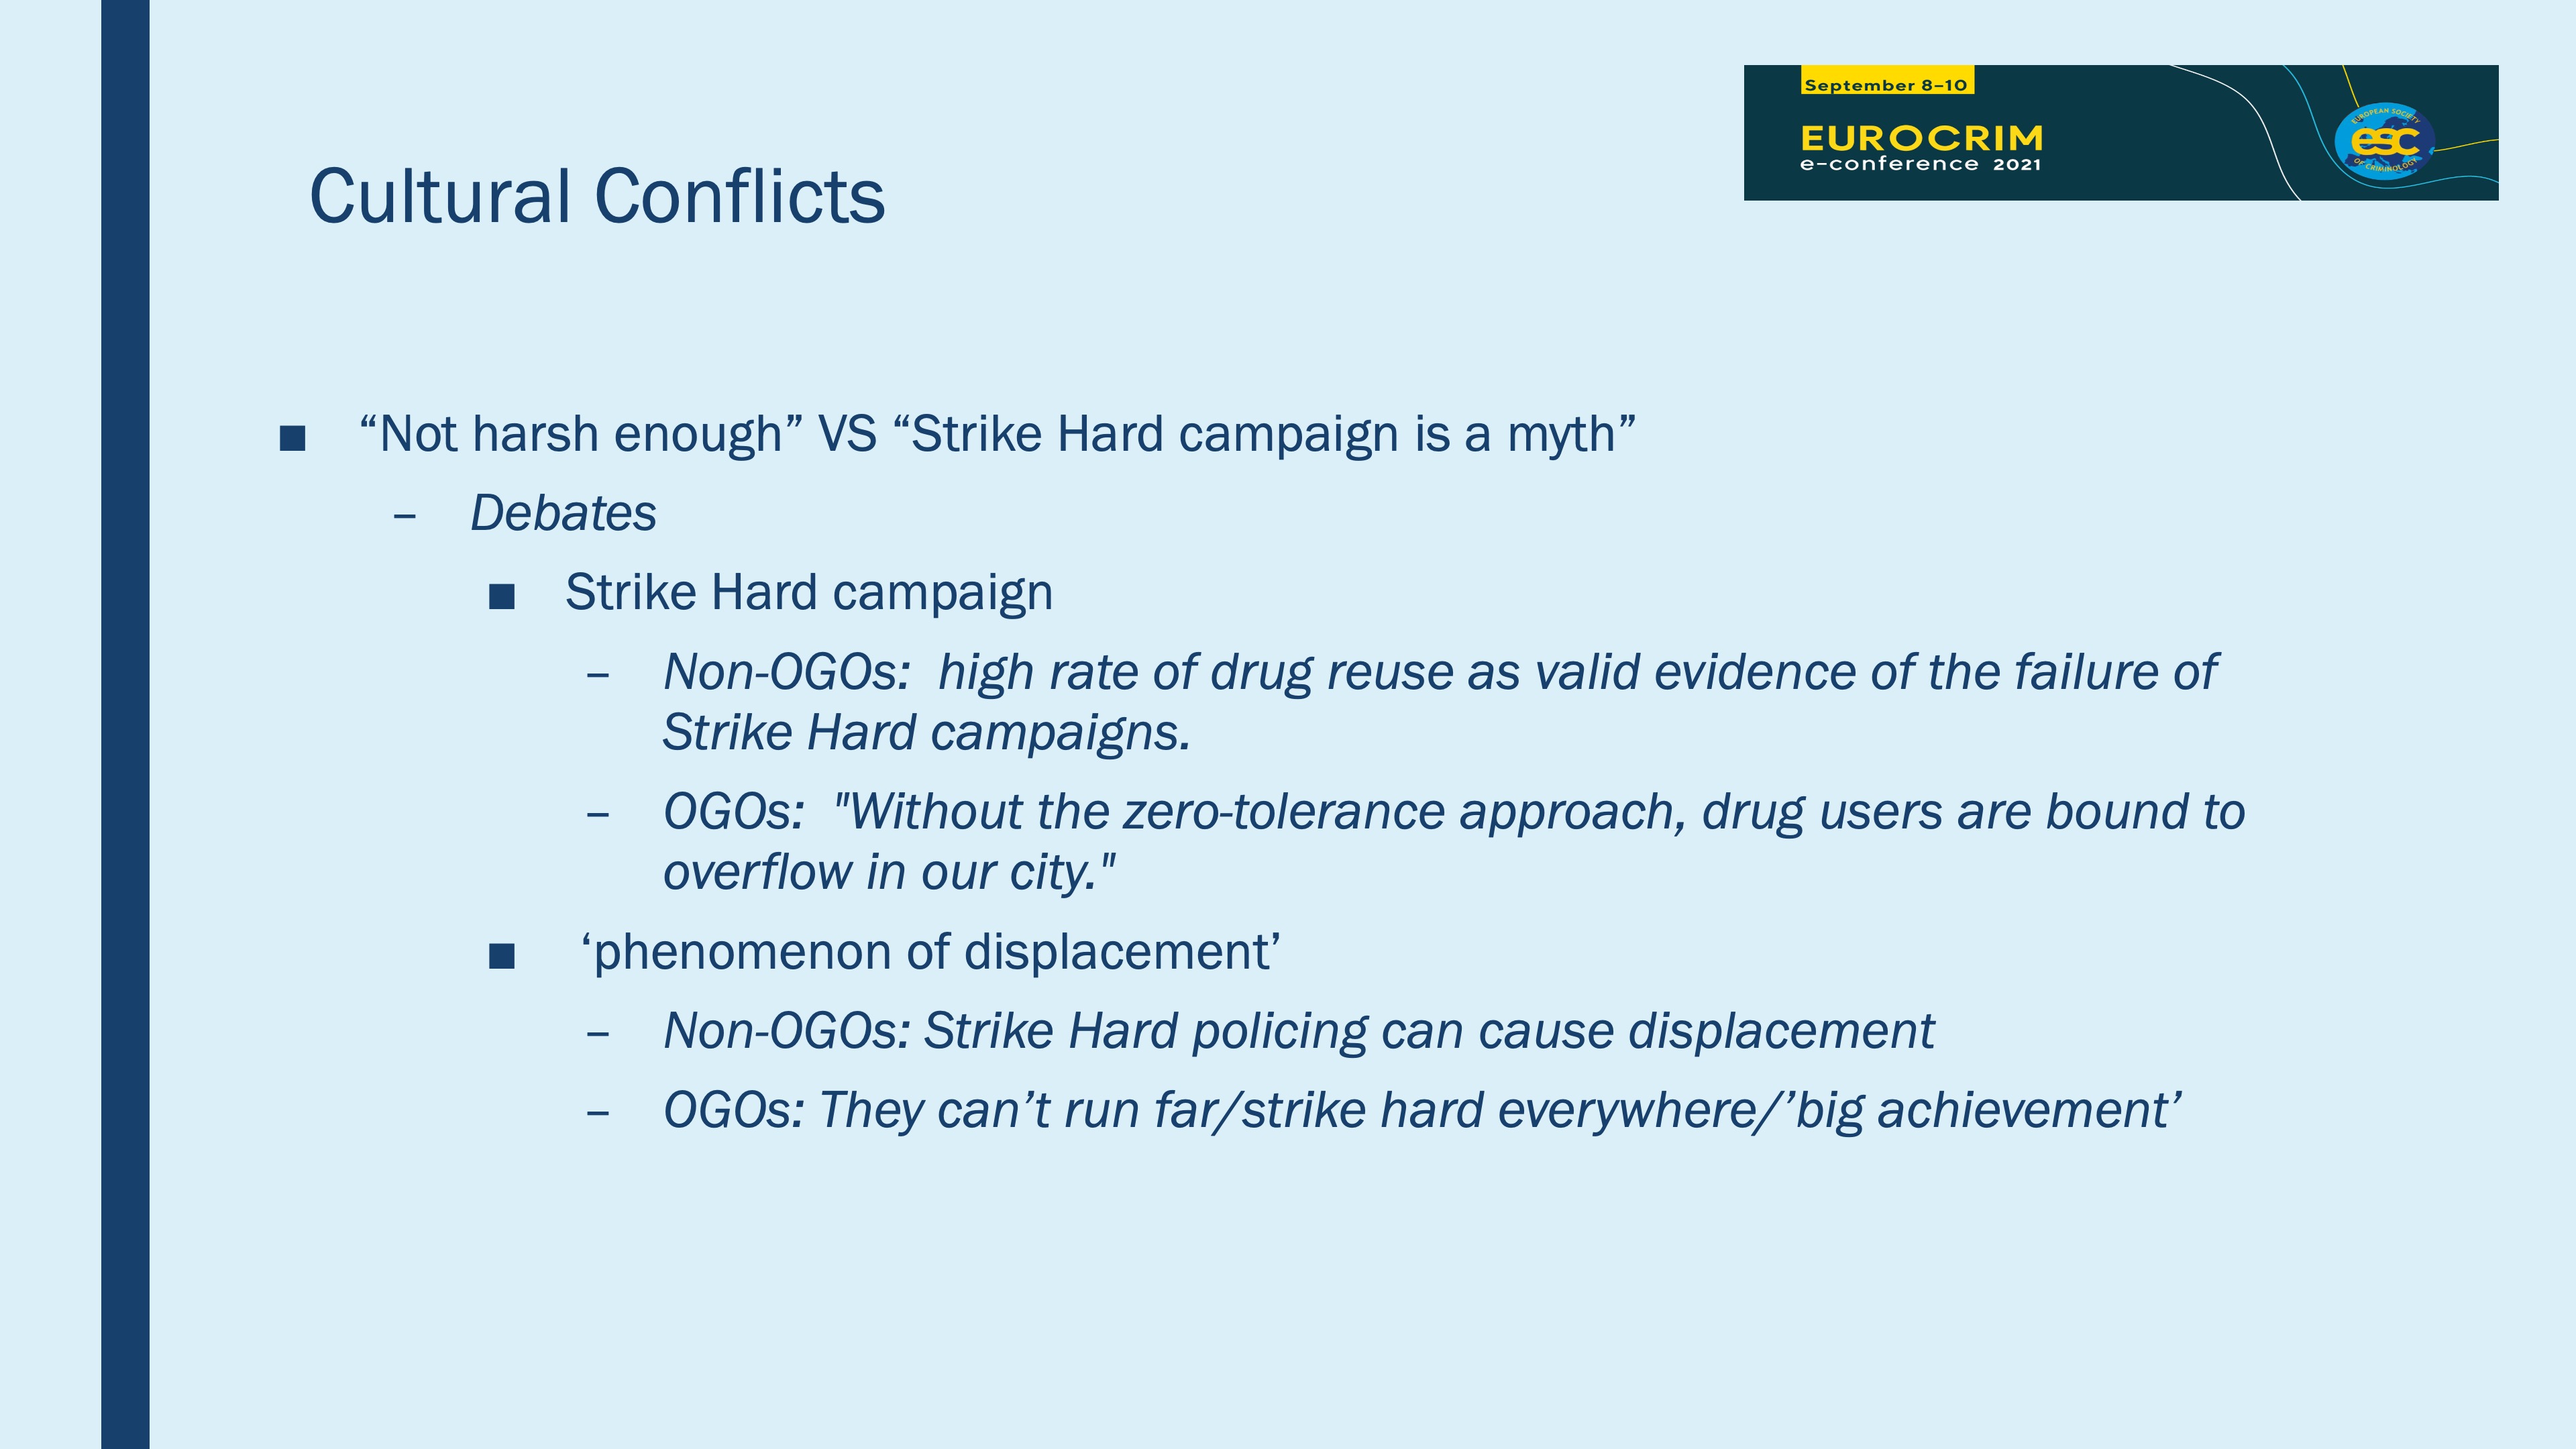 September 8–10
EUROCRIM
e-conference 2021
EUROPEAN SOCIETY
esc
OF CRIMINOLOGY
Cultural Conflicts
■ “Not harsh enough” VS “Strike Hard campaign is a myth”
– Debates
■ Strike Hard campaign
– Non-OGOs:  high rate of drug reuse as valid evidence of the failure of
Strike Hard campaigns.
– OGOs:  "Without the zero-tolerance approach, drug users are bound to
overflow in our city."
■ ‘phenomenon of displacement’
– Non-OGOs: Strike Hard policing can cause displacement
– OGOs: They can’t run far/strike hard everywhere/’big achievement’